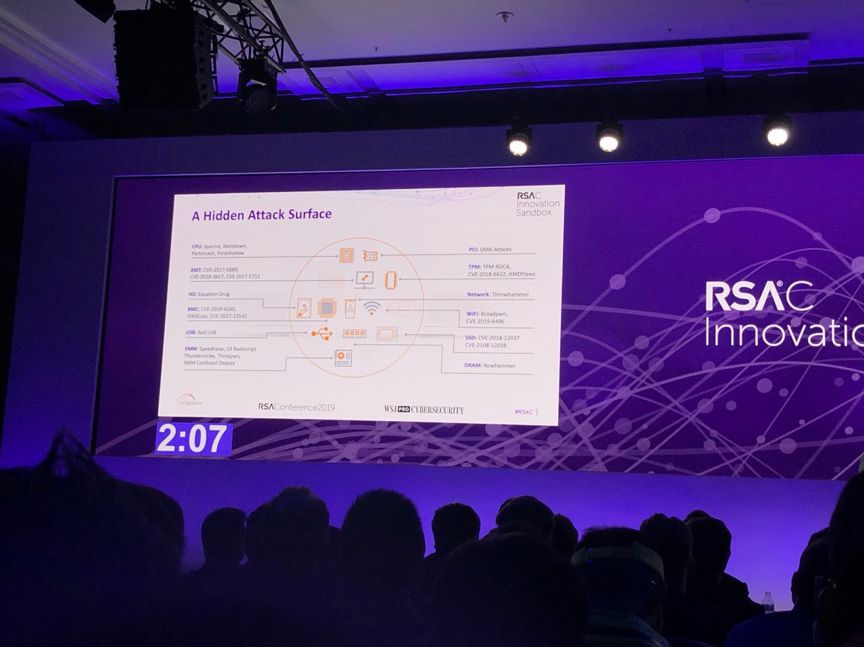 A Hidden Attack Surface
RSAC
Innovation
Sandbox
CPU: Spectre, Meltdown,
Portsmash, Foreshadow
AMT: CVE-2017-5689,
CVE-2018-3657, CVE 2017-5712
HD: Equation Drug
BMC: CVE-2019-6260,
iDRACula, CVE-2017-12542
USB: Bad USB
SMM: Speedracer, S3 Bootscript
Thunderstrike, Thinkpwn,
SMM Confused Deputy
PCI: DMA Attacks
TPM: TPM ROCA,
CVE-2018-6622, AMDFlaws
Network: Throwhammer
WiFi: Broadpwn,
CVE-2019-6496
SSD: CVE-2018-12037
CVE-2108-12038
DRAM: Rowhammer
RSAConference2019
WSJ PRO CYBERSECURITY
#RSAC
2:07
RSAC
Innovatio